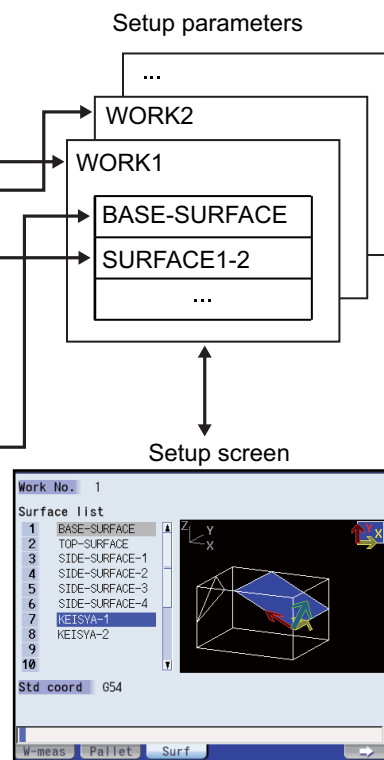 Setup parameters
...
WORK2
WORK1
BASE-SURFACE
SURFACE1-2
...
Setup screen
Work No. 1
Surface list
1 BASE-SURFACE
2 TOP-SURFACE
3 SIDE-SURFACE-1
4 SIDE-SURFACE-2
5 SIDE-SURFACE-3
6 SIDE-SURFACE-4
7 KEISYA-1
8 KEISYA-2
9
10
Z Y
X
Y
X
Std coord G54
W-meas Pallet Surf